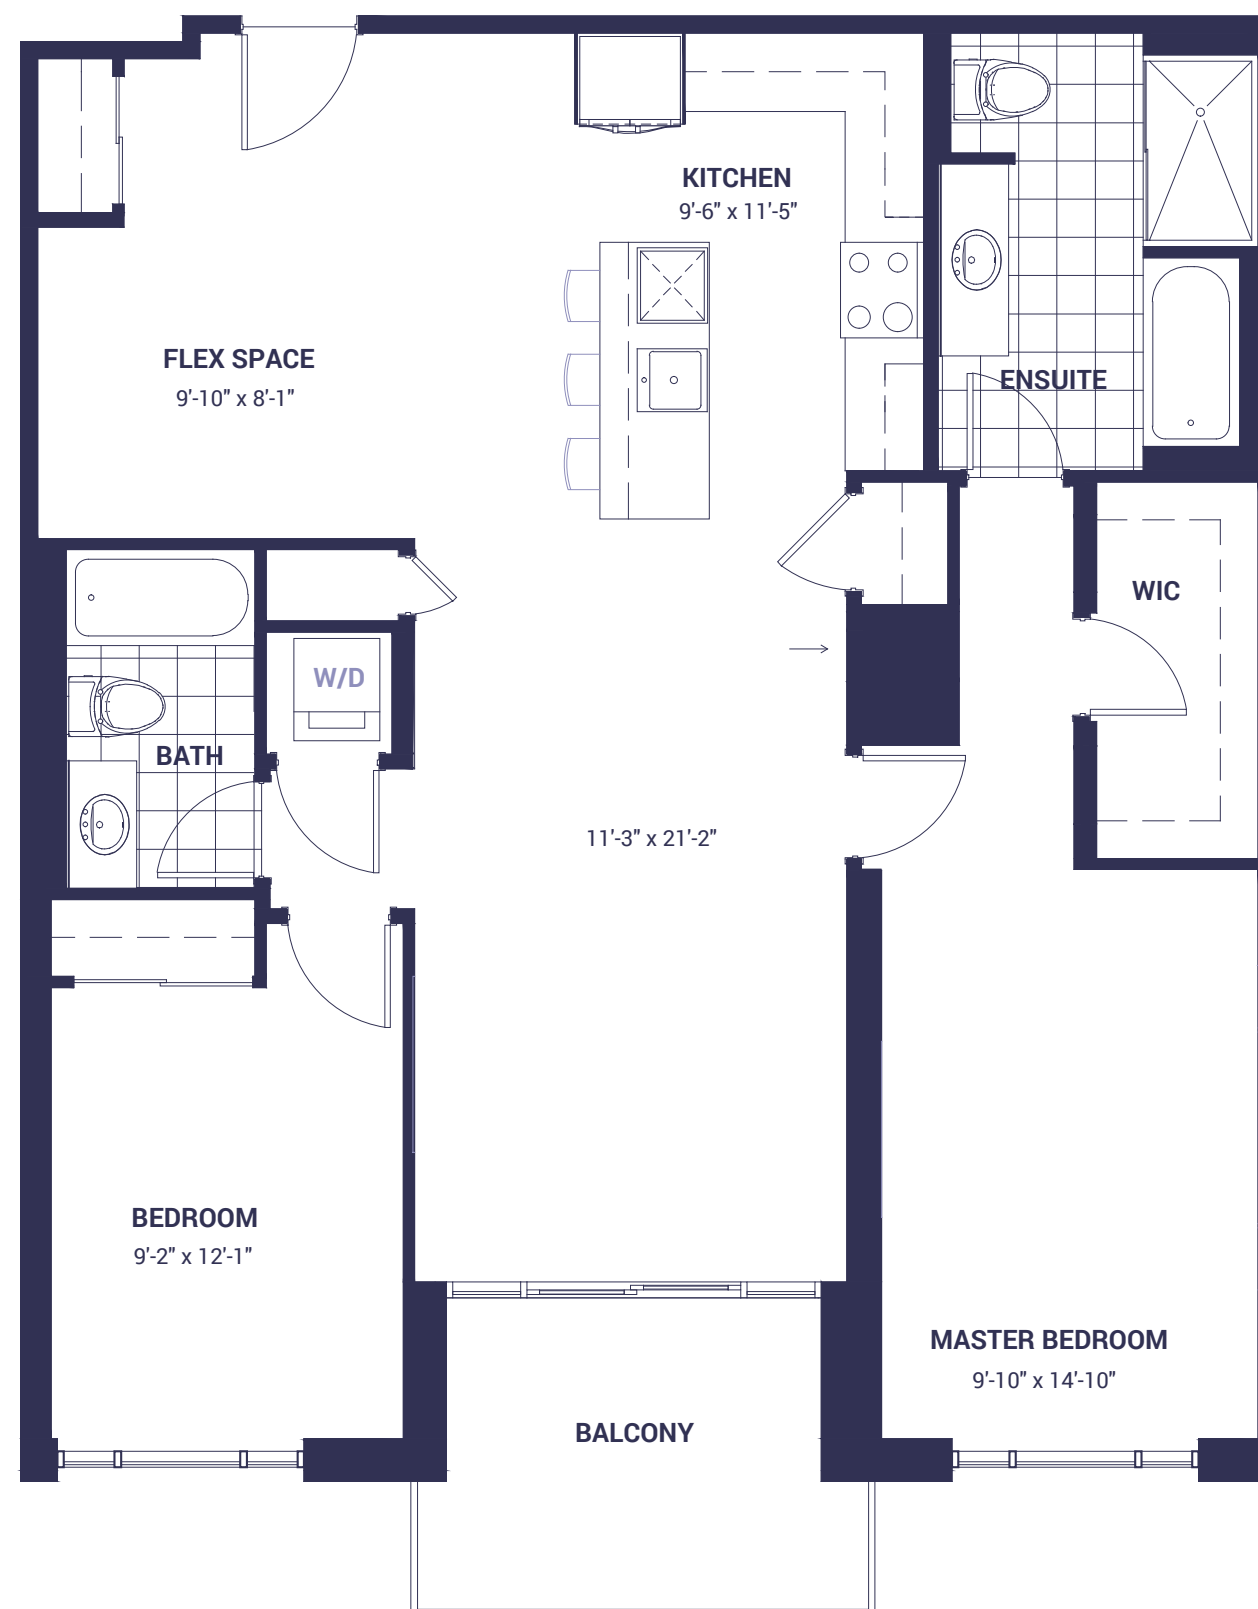 KITCHEN
9'-6" x 11'-5"
FLEX SPACE
9'-10" x 8'-1"
ENSUITE
WIC
W/D
BATH
11'-3" x 21'-2"
BEDROOM
9'-2" x 12'-1"
MASTER BEDROOM
9'-10" x 14'-10"
BALCONY